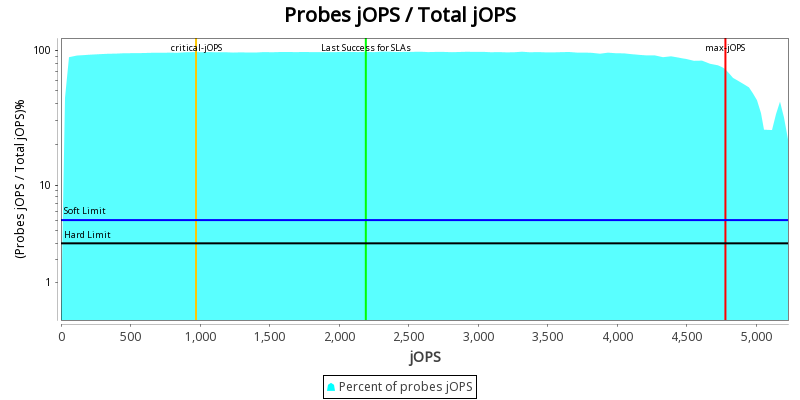 Probes jOPS / Total jOPS
(Probes jOPS / Total jOPS)%
100
10
1
critical-jOPS
Last Success for SLAs
max-jOPS
Soft Limit
Hard Limit
0 500 1,000 1,500 2,000 2,500 3,000 3,500 4,000 4,500 5,000
jOPS
Percent of probes jOPS